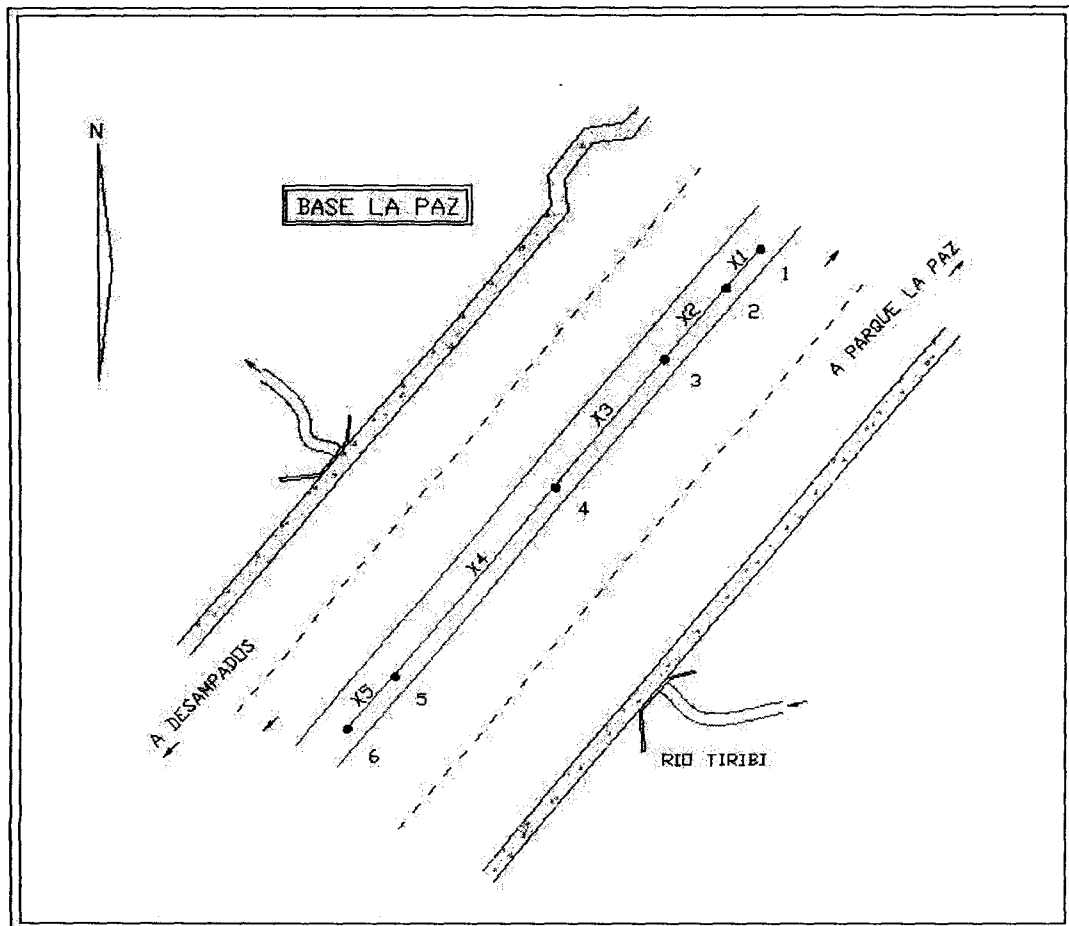 N
BASE LA PAZ
X1
1
A PARQUE LA PAZ
X2
2
3
X3
4
X4
A DESAMPADOS
X5
5
6
RIO TIRIBI